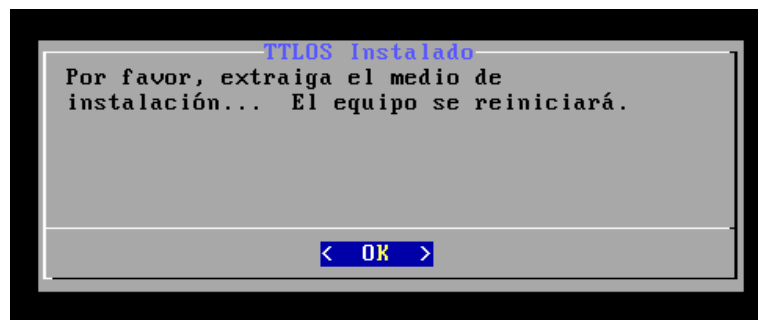 TTLOS Instalado
Por favor, extraiga el medio de
instalación... El equipo se reiniciará.
< OK >